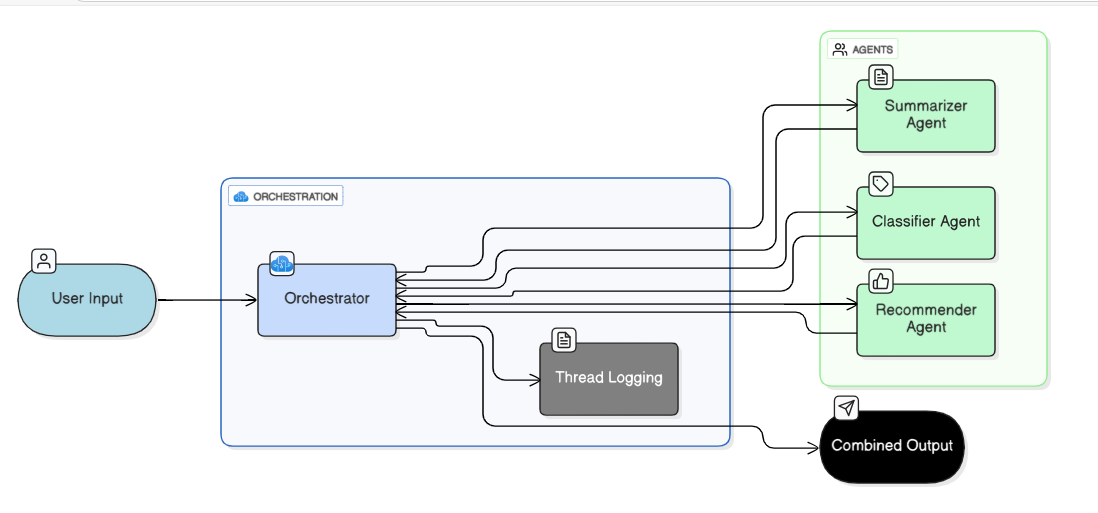 AGENTS
Summarizer
Agent
ORCHESTRATION
Classifier Agent
User Input
Orchestrator
Recommender
Agent
Thread Logging
Combined Output